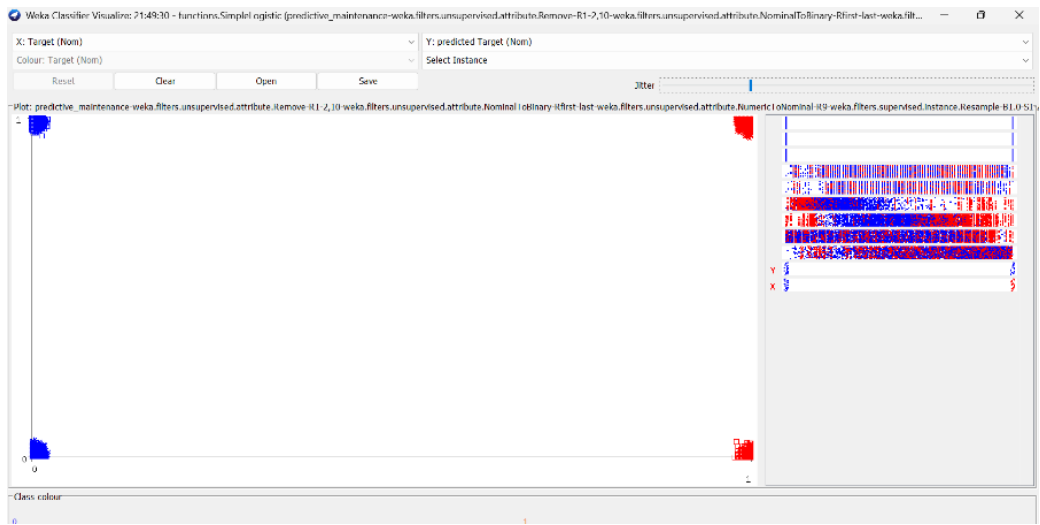 Weka Classifier Visualize: 21:49:30 - functions.SimpleLogistic (predictive_maintenance-weka.filters.unsupervised.attribute.Remove-R1-2,10-weka.filters.unsupervised.attribute.NominalToBinary-Rfirst-last-weka.filt...
X: Target (Nom)
Y: predicted Target (Nom)
Colour: Target (Nom)
Select Instance
Reset
Clear
Open
Save
Jitter
Plot: predictive_maintenance-weka.filters.unsupervised.attribute.Remove-R1-2,10-weka.filters.unsupervised.attribute.NominalToBinary-Rfirst-last-weka.filters.unsupervised.attribute.NumericToNominal-R9-weka.filters.supervised.instance.Resample-B1.0-S1
1
Y
X
0
0
1
Class colour
0
1